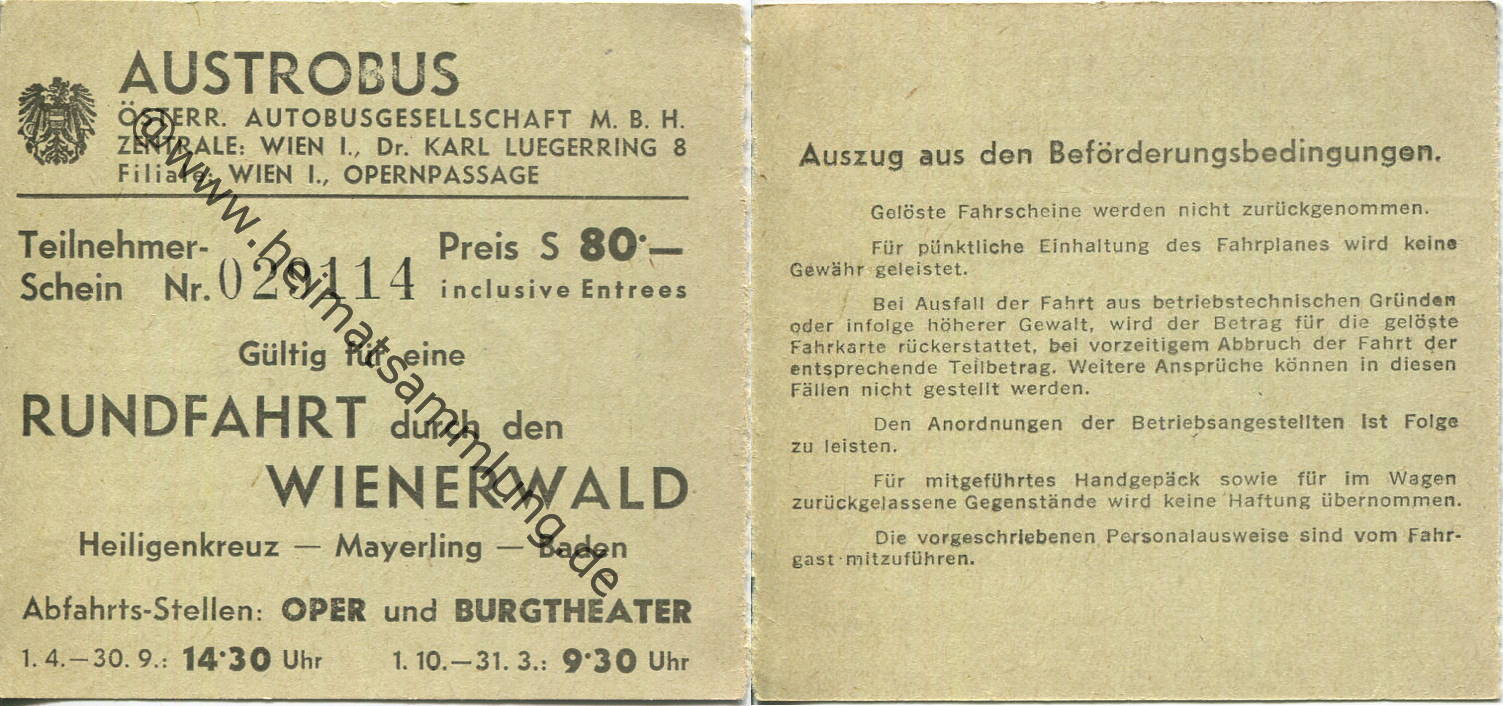 AUSTROBUS
ÖSTERR. AUTOBUSGESELLSCHAFT M. B. H.
ZENTRALE: WIEN I., Dr. KARL LUEGERRING 8
Filiale: WIEN I., OPERNPASSAGE
Teilnehmer-
Schein Nr. 029114
Preis S 80·—
inclusive Entrees
Gültig für eine
RUNDFAHRT durch den
WIENERWALD
Heiligenkreuz — Mayerling — Baden
Abfahrts-Stellen: OPER und BURGTHEATER
1. 4.—30. 9.: 14·30 Uhr 1. 10.—31. 3.: 9·30 Uhr
@www.heimatsammlung.de
Auszug aus den Beförderungsbedingungen.
Gelöste Fahrscheine werden nicht zurückgenommen.
Für pünktliche Einhaltung des Fahrplanes wird keine
Gewähr geleistet.
Bei Ausfall der Fahrt aus betriebstechnischen Gründen
oder infolge höherer Gewalt, wird der Betrag für die gelöste
Fahrkarte rückerstattet, bei vorzeitigem Abbruch der Fahrt der
entsprechende Teilbetrag. Weitere Ansprüche können in diesen
Fällen nicht gestellt werden.
Den Anordnungen der Betriebsangestellten ist Folge
zu leisten.
Für mitgeführtes Handgepäck sowie für im Wagen
zurückgelassene Gegenstände wird keine Haftung übernommen.
Die vorgeschriebenen Personalausweise sind vom Fahr-
gast mitzuführen.